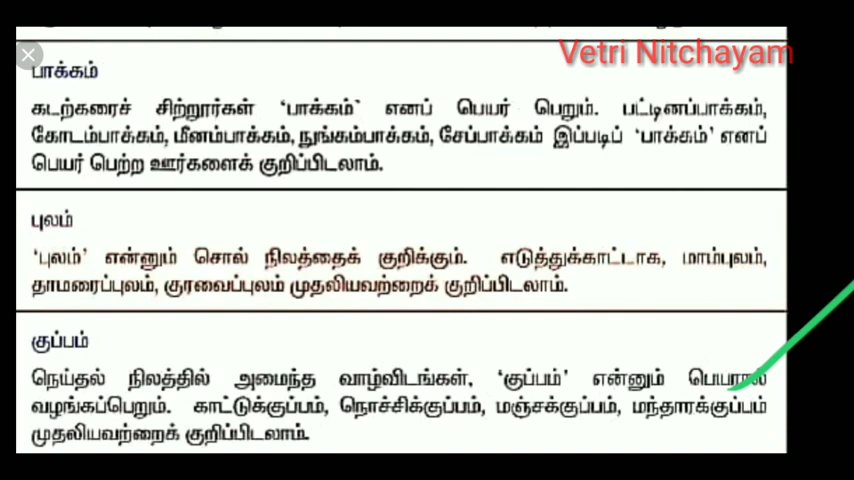 Vetri Nitchayam
பாக்கம்
கடற்கரைச் சிற்றூர்கள் ‘பாக்கம்’ எனப் பெயர் பெறும். பட்டினப்பாக்கம்,
கோடம்பாக்கம், மீனம்பாக்கம், நுங்கம்பாக்கம், சேப்பாக்கம் இப்படிப் ‘பாக்கம்’ எனப்
பெயர் பெற்ற ஊர்களைக் குறிப்பிடலாம்.
புலம்
‘புலம்’ என்னும் சொல் நிலத்தைக் குறிக்கும். எடுத்துக்காட்டாக, மாம்புலம்,
தாமரைப்புலம், குரவைப்புலம் முதலியவற்றைக் குறிப்பிடலாம்.
குப்பம்
நெய்தல் நிலத்தில் அமைந்த வாழ்விடங்கள், ‘குப்பம்’ என்னும் பெயரால்
வழங்கப்பெறும். காட்டுக்குப்பம், நொச்சிக்குப்பம், மஞ்சக்குப்பம், மந்தாரக்குப்பம்
முதலியவற்றைக் குறிப்பிடலாம்.